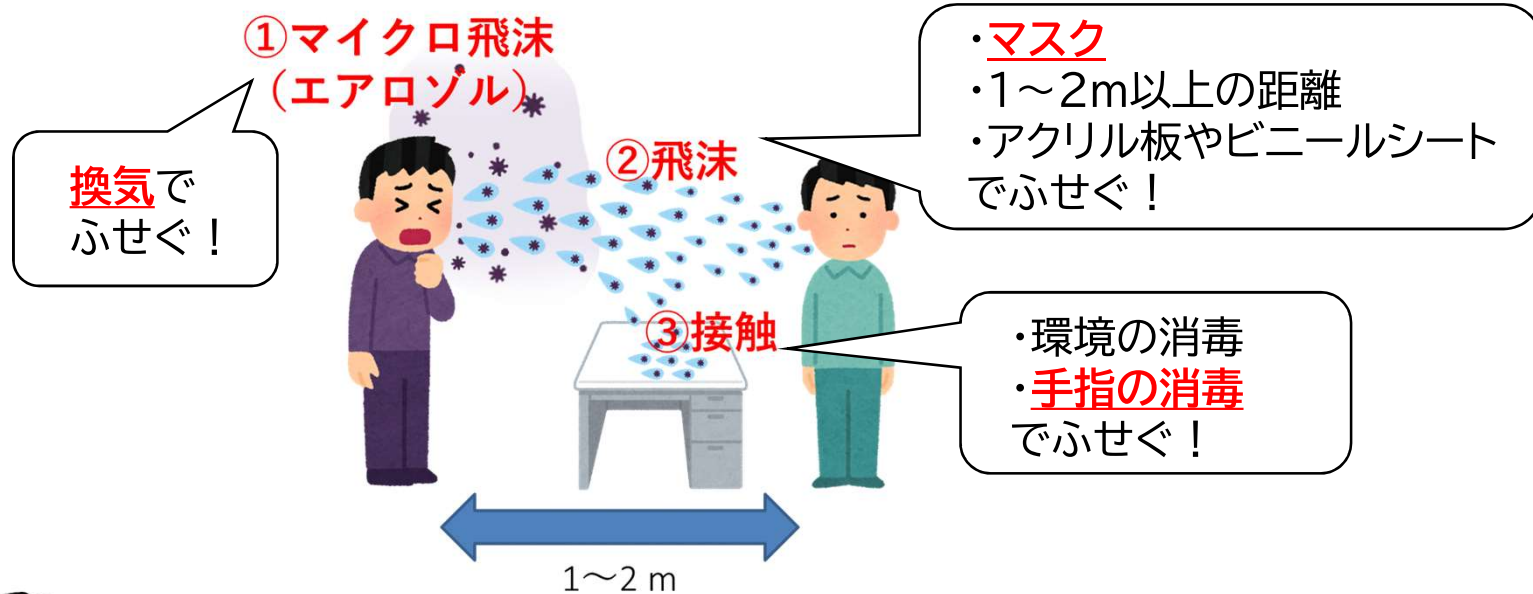 ①マイクロ飛沫
(エアロゾル)
換気で
ふせぐ！
②飛沫
・マスク
・1～2m以上の距離
・アクリル板やビニールシート
でふせぐ！
③接触
・環境の消毒
・手指の消毒
でふせぐ！
1～2 m